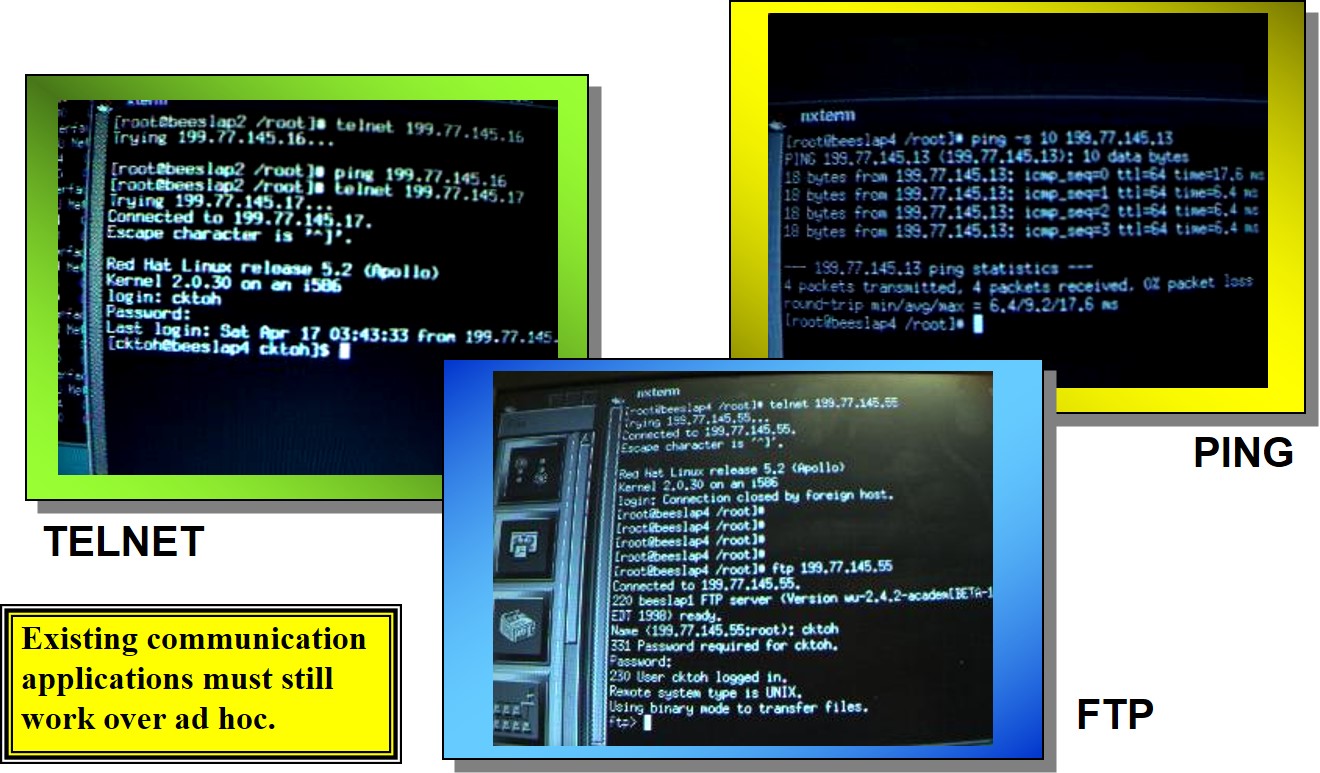 xterm
[root@beeslap2 /root]# telnet 199.77.145.16
Trying 199.77.145.16...
[root@beeslap2 /root]# ping 199.77.145.16
[root@beeslap2 /root]# telnet 199.77.145.17
Trying 199.77.145.17...
Connected to 199.77.145.17.
Escape character is '^]'.
Red Hat Linux release 5.2 (Apollo)
Kernel 2.0.30 on an i586
login: cktoh
Password:
Last login: Sat Apr 17 03:43:33 from 199.77.145.
[cktoh@beeslap4 cktoh]$
TELNET
nxterm
[root@beeslap4 /root]# ping -s 10 199.77.145.13
PING 199.77.145.13 (199.77.145.13): 10 data bytes
18 bytes from 199.77.145.13: icmp_seq=0 ttl=64 time=17.6 ms
18 bytes from 199.77.145.13: icmp_seq=1 ttl=64 time=6.4 ms
18 bytes from 199.77.145.13: icmp_seq=2 ttl=64 time=6.4 ms
18 bytes from 199.77.145.13: icmp_seq=3 ttl=64 time=6.4 ms
--- 199.77.145.13 ping statistics ---
4 packets transmitted, 4 packets received, 0% packet loss
round-trip min/avg/max = 6.4/9.2/17.6 ms
[root@beeslap4 /root]#
PING
nxterm
[root@beeslap4 /root]# telnet 199.77.145.55
Trying 199.77.145.55...
Connected to 199.77.145.55.
Escape character is '^]'.
Red Hat Linux release 5.2 (Apollo)
Kernel 2.0.30 on an i586
login: Connection closed by foreign host.
[root@beeslap4 /root]#
[root@beeslap4 /root]#
[root@beeslap4 /root]#
[root@beeslap4 /root]#
[root@beeslap4 /root]# ftp 199.77.145.55
Connected to 199.77.145.55.
220 beeslap1 FTP server (Version wu-2.4.2-academ[BETA-1
EDT 1998) ready.
Name (199.77.145.55:root): cktoh
331 Password required for cktoh.
Password:
230 User cktoh logged in.
Remote system type is UNIX.
Using binary mode to transfer files.
ftp>
FTP
Existing communication
applications must still
work over ad hoc.